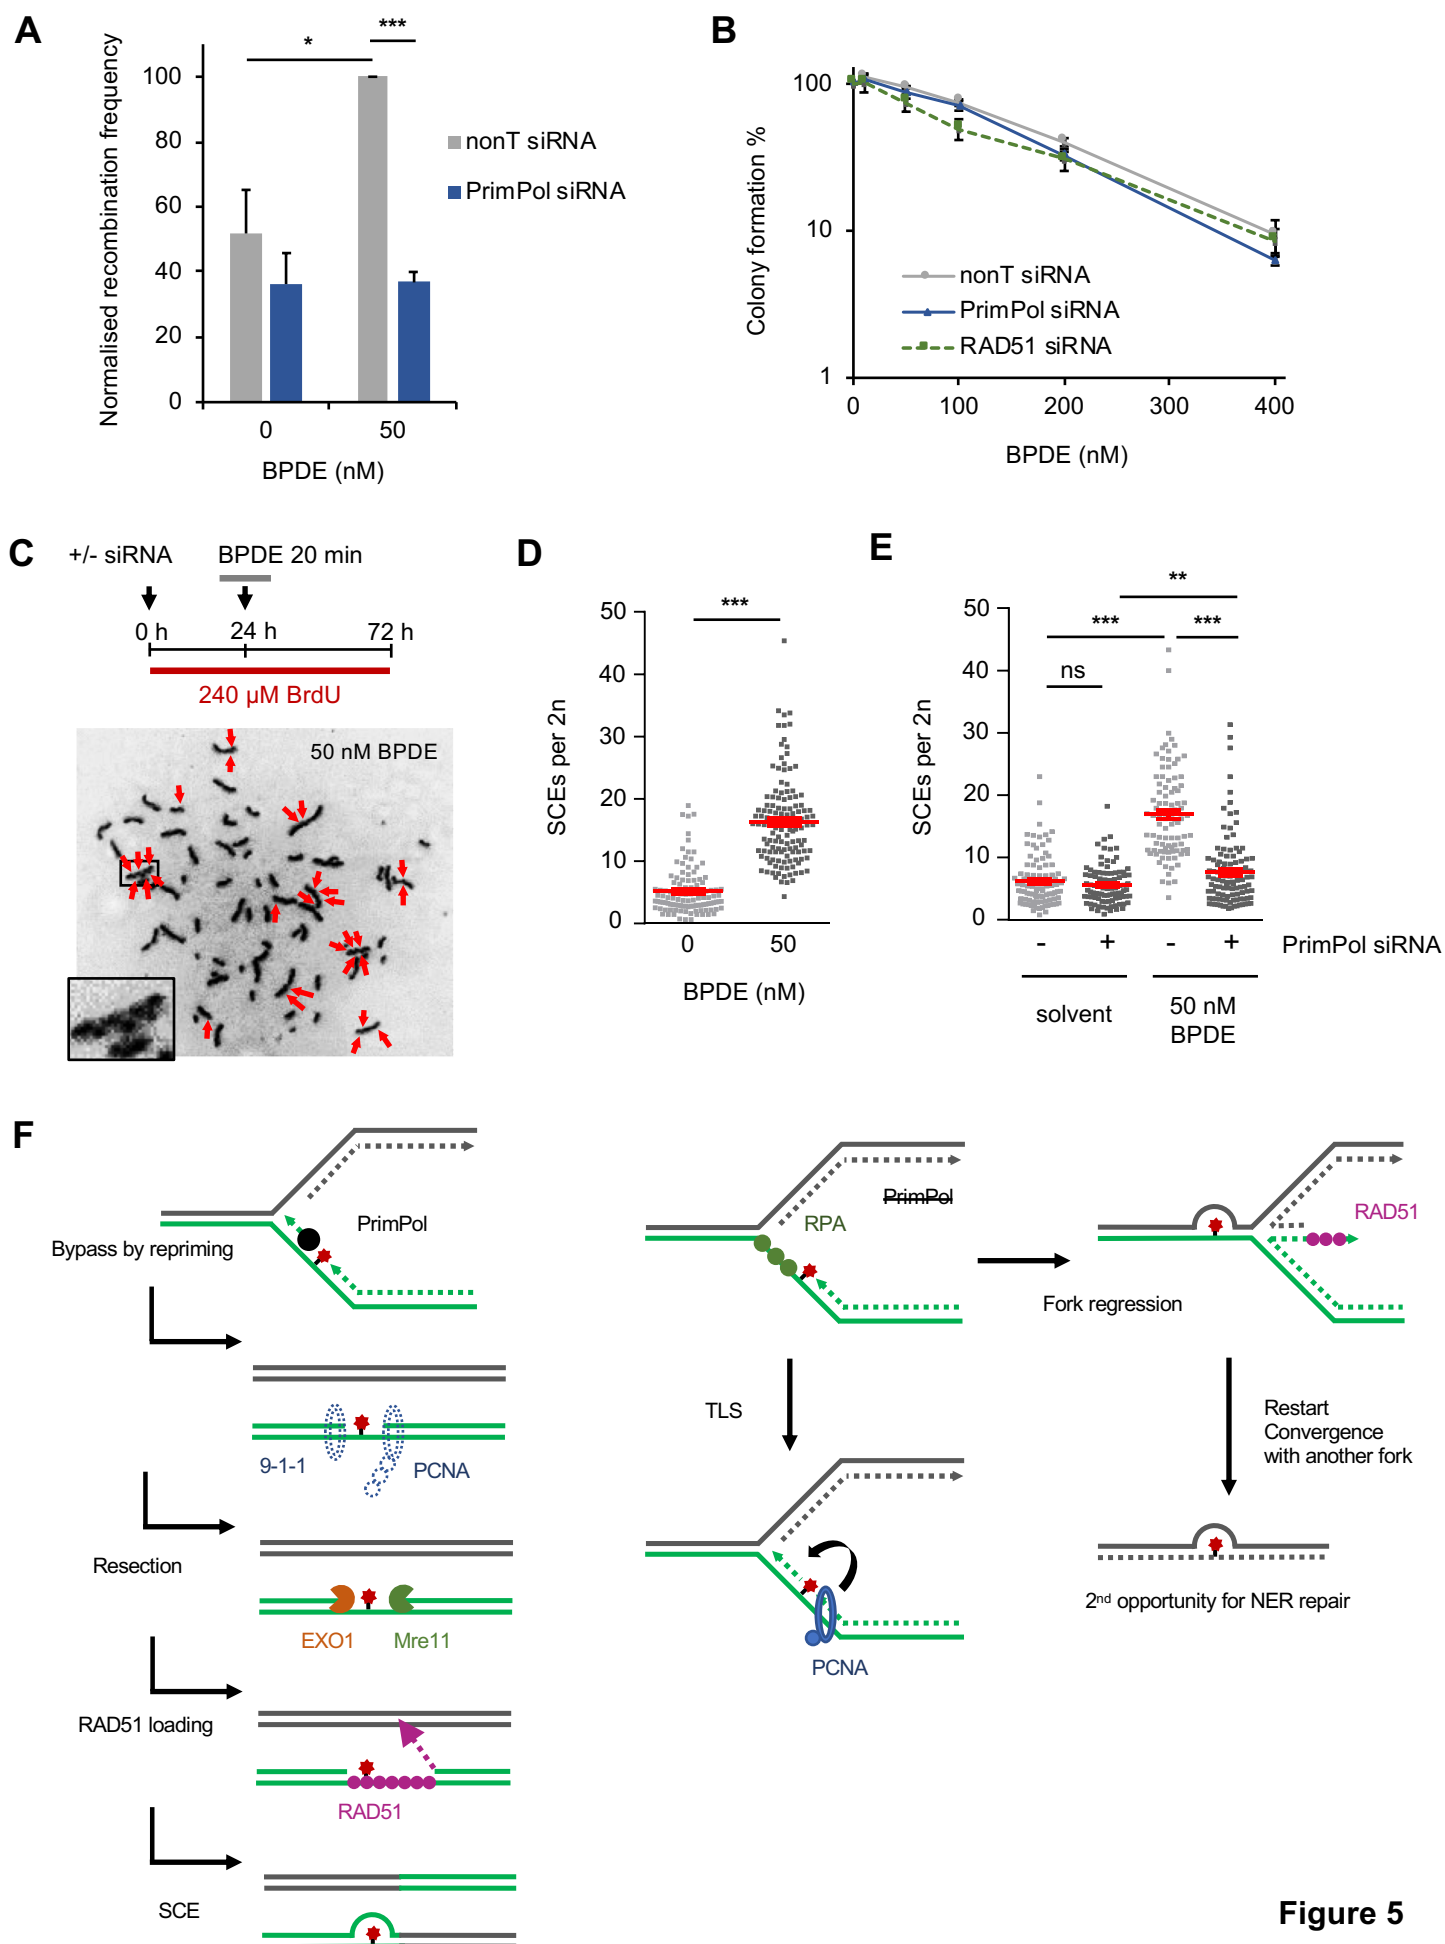 A
Normalised recombination frequency
100
80
60
40
20
0
*
***
nonT siRNA
PrimPol siRNA
0
50
BPDE (nM)
B
Colony formation %
100
10
1
nonT siRNA
PrimPol siRNA
RAD51 siRNA
0
100
200
300
400
BPDE (nM)
C
+/- siRNA
BPDE 20 min
0 h
24 h
72 h
240 µM BrdU
50 nM BPDE
D
SCEs per 2n
50
40
30
20
10
0
***
0
50
BPDE (nM)
E
SCEs per 2n
50
40
30
20
10
0
**
***
***
ns
- + - + PrimPol siRNA
solvent
50 nM
BPDE
F
PrimPol
Bypass by repriming
9-1-1
PCNA
Resection
EXO1
Mre11
RAD51 loading
RAD51
SCE
PrimPol
RPA
TLS
PCNA
Fork regression
RAD51
Restart
Convergence
with another fork
2nd opportunity for NER repair
Figure 5